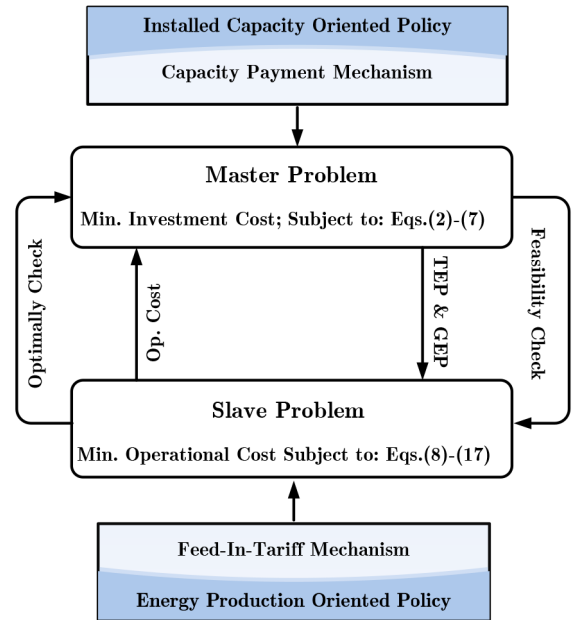 Installed Capacity Oriented Policy
Capacity Payment Mechanism
Master Problem
Min. Investment Cost; Subject to: Eqs.(2)-(7)
Optimally Check
Op. Cost
TEP & GEP
Feasibility Check
Slave Problem
Min. Operational Cost Subject to: Eqs.(8)-(17)
Feed-In-Tariff Mechanism
Energy Production Oriented Policy